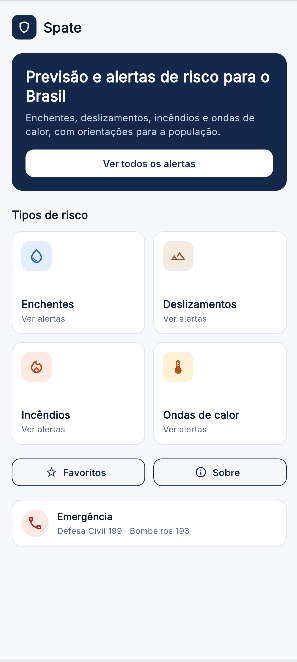 Spate
Previsão e alertas de risco para o
Brasil
Enchentes, deslizamentos, incêndios e ondas de
calor, com orientações para a população.
Ver todos os alertas
Tipos de risco
Enchentes
Ver alertas
Deslizamentos
Ver alertas
Incêndios
Ver alertas
Ondas de calor
Ver alertas
Favoritos
Sobre
Emergência
Defesa Civil 199 · Bombeiros 193